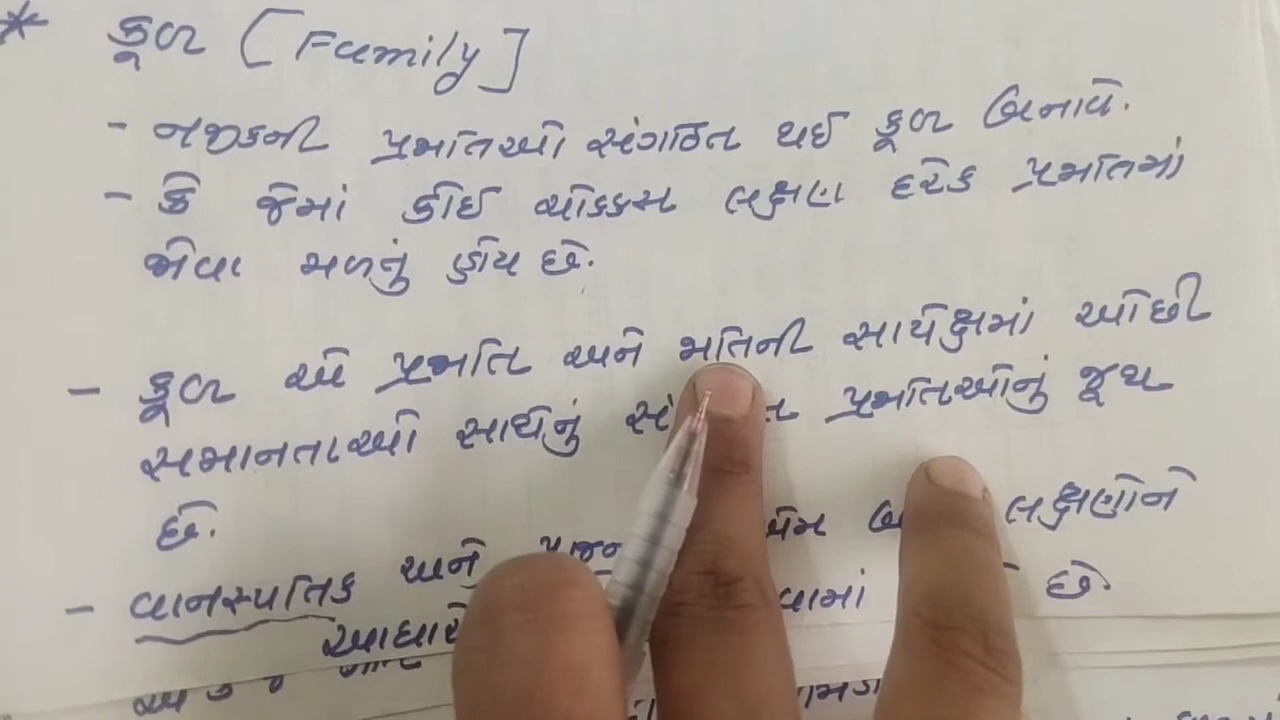 * કૂળ [Family]
- નજીકની પ્રજાતિઓ સંગઠિત થઈ કૂળ બનાવે.
- કે જેમાં કોઈ ચોક્કસ લક્ષણ દરેક પ્રજાતિમાં
જોવા મળતું હોય છે.
- કૂળ એ પ્રજાતિ અને જાતિની સાપેક્ષમાં ઓછી
સમાનતાઓ સાથેનું પ્રજાતિઓનું જૂથ
છે.
- વાનસ્પતિક અને લક્ષણોને
છે.